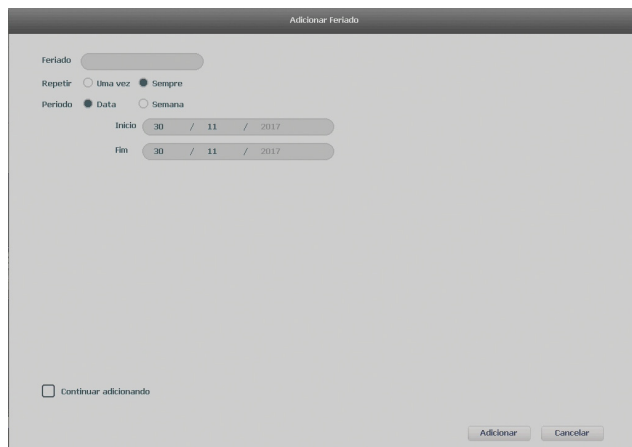 Adicionar Feriado
Feriado
Repetir Uma vez Sempre
Período Data Semana
Início 30 / 11 / 2017
Fim 30 / 11 / 2017
Continuar adicionando
Adicionar Cancelar